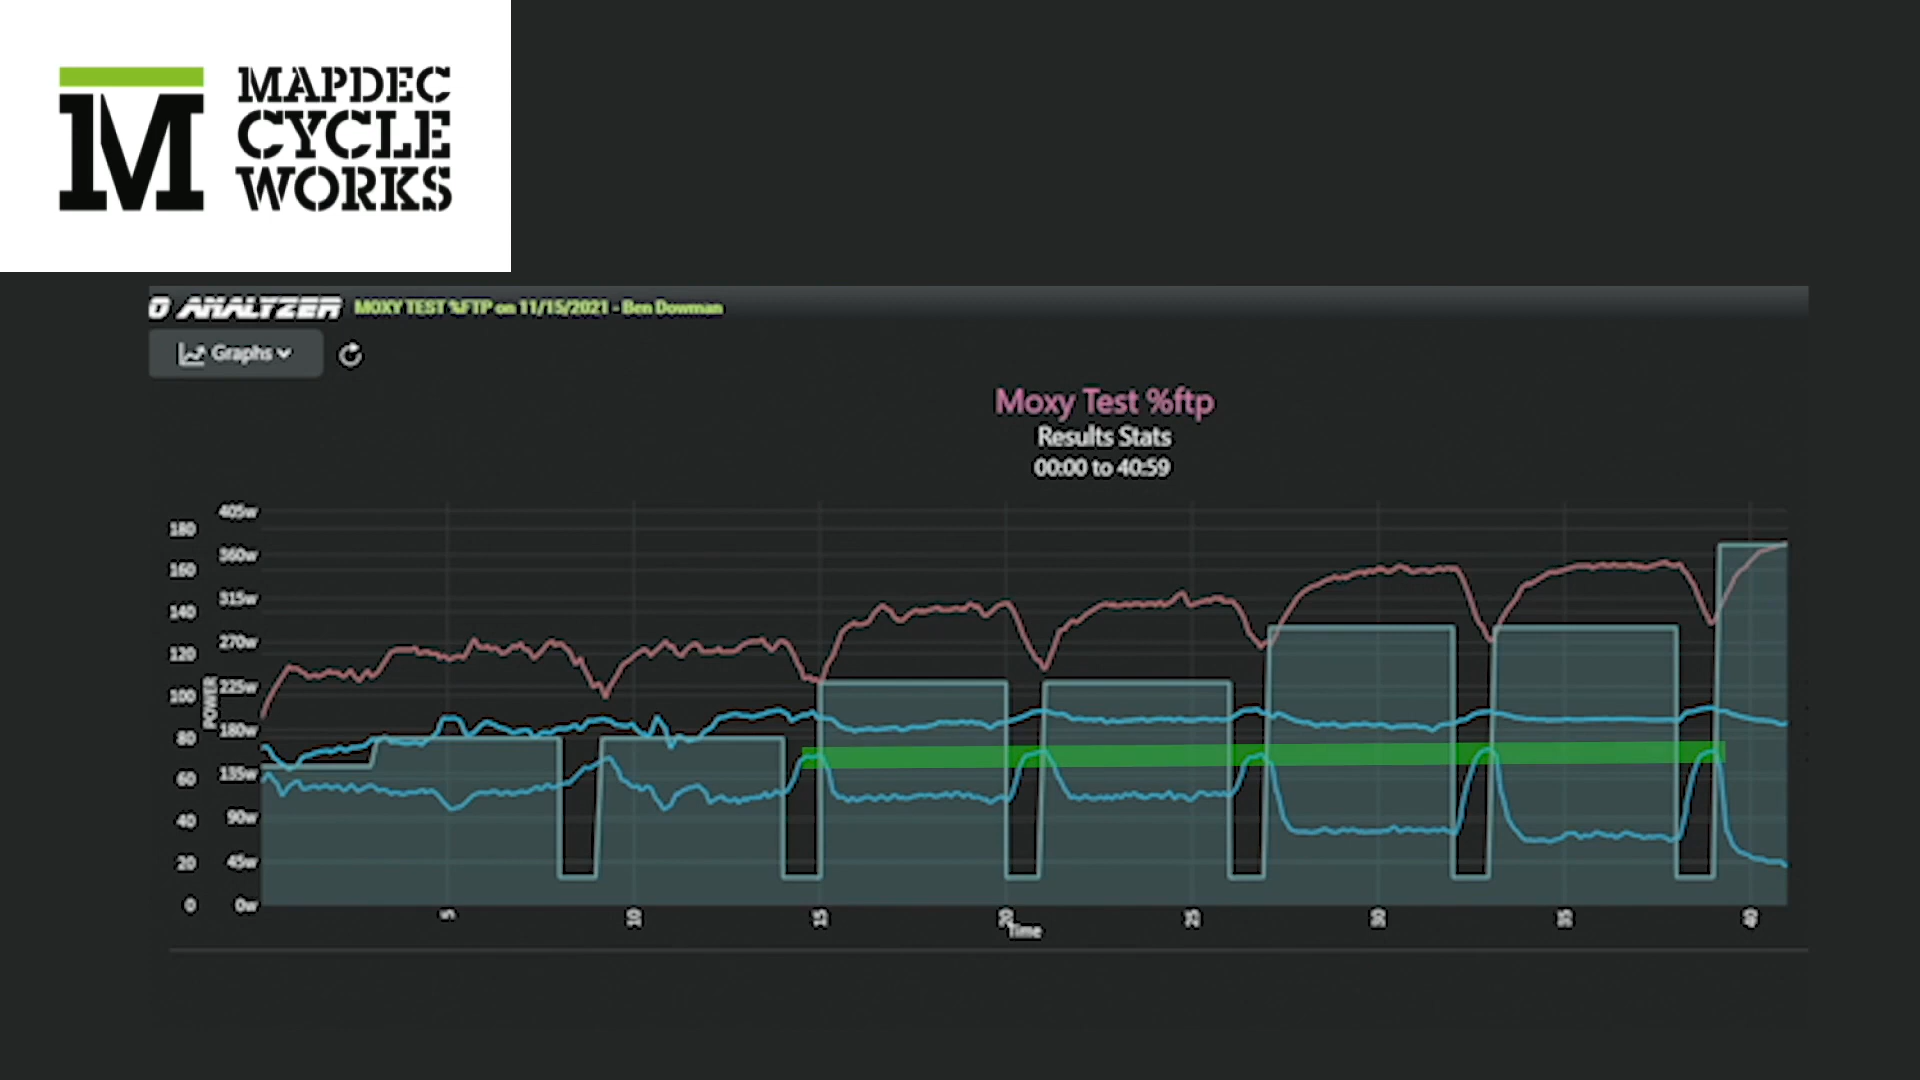 M MAPDEC
CYCLE
WORKS
O ANALYZER MOXY TEST %FTP on 11/15/2021 - Ben Dowman
Graphs
Moxy Test %ftp
Results Stats
00:00 to 40:59
405w
180
360w
160
315w
140
270w
120
225w
100
POWER
180w
80
135w
60
90w
40
45w
20
0 0w
5 10 15 20 25 30 35 40
Time